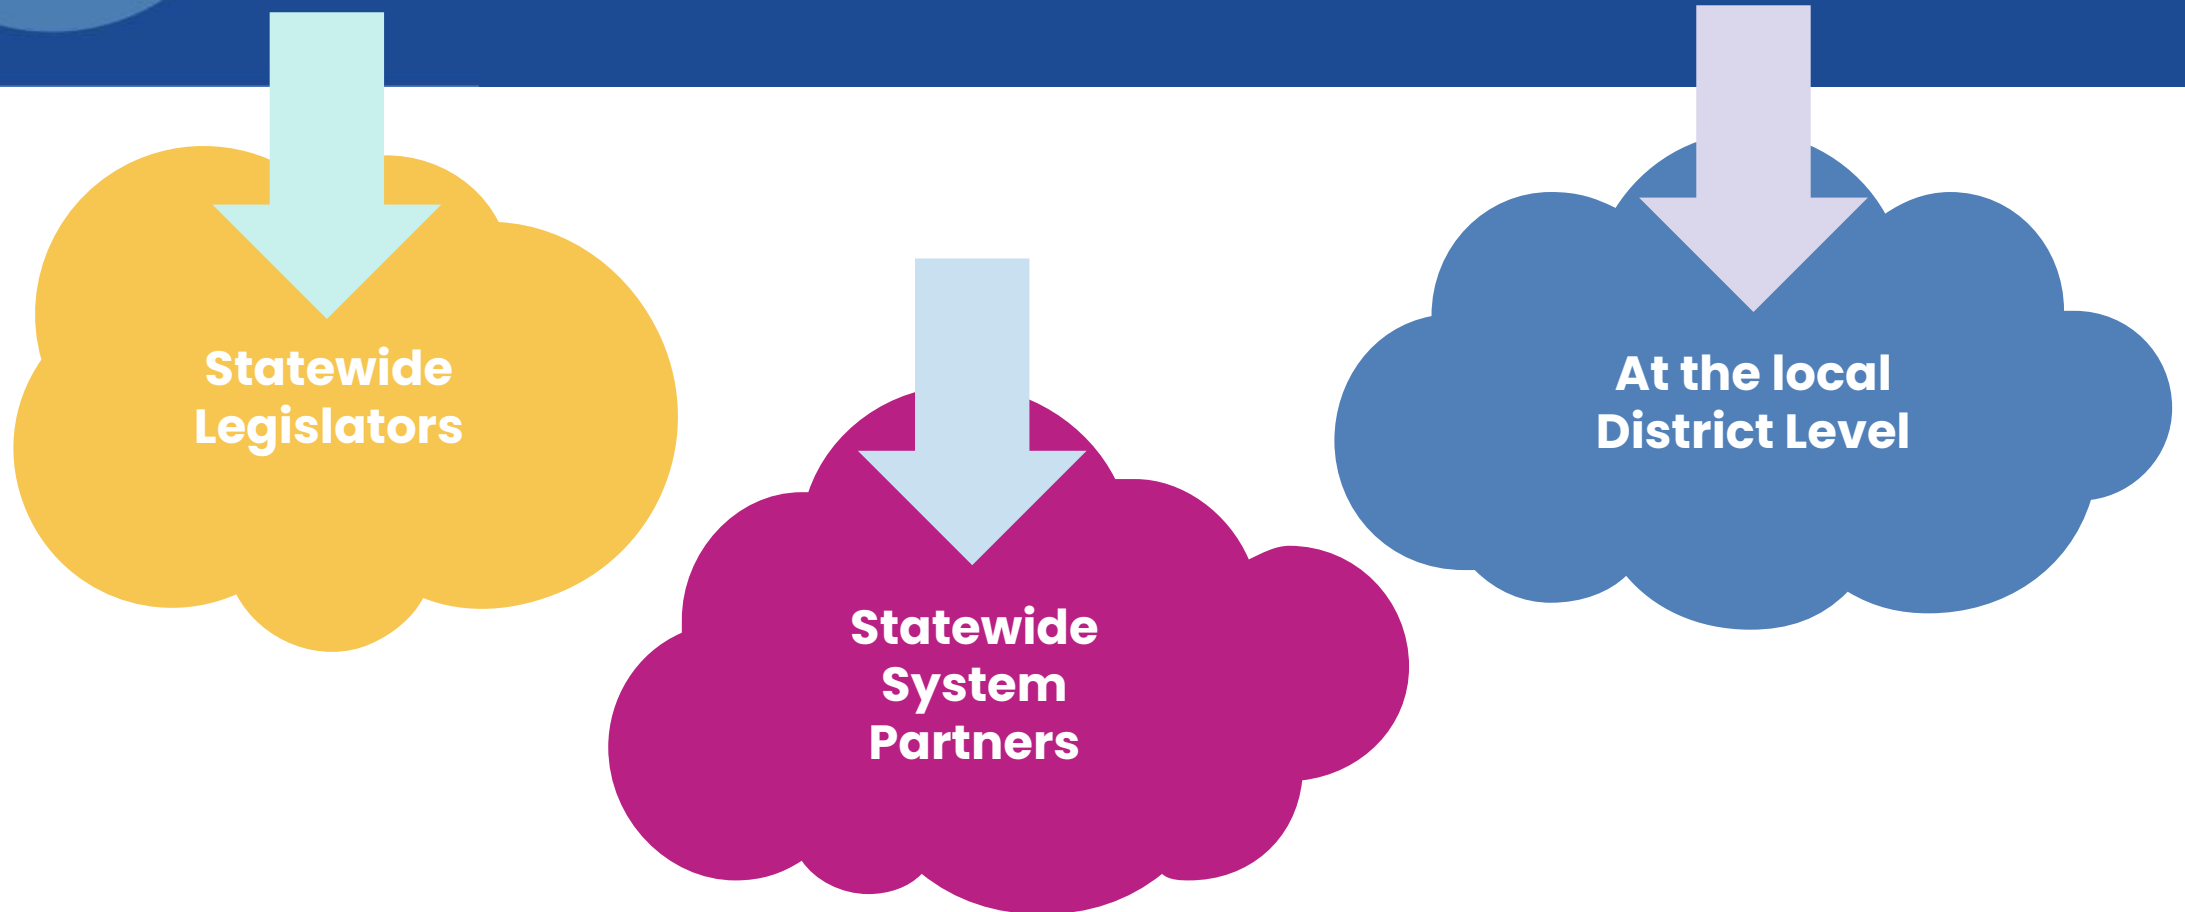 Statewide
Legislators
Statewide
System
Partners
At the local
District Level